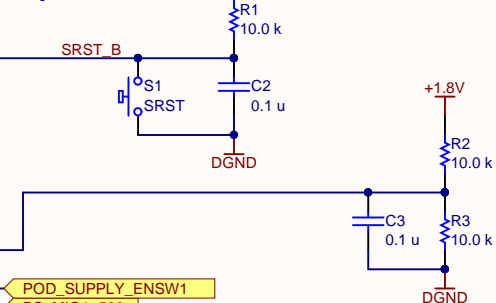 R1
10.0 k
SRST_B
S1
SRST
C2
0.1 u
DGND
+1.8V
R2
10.0 k
C3
0.1 u
R3
10.0 k
DGND
POD_SUPPLY_ENSW1